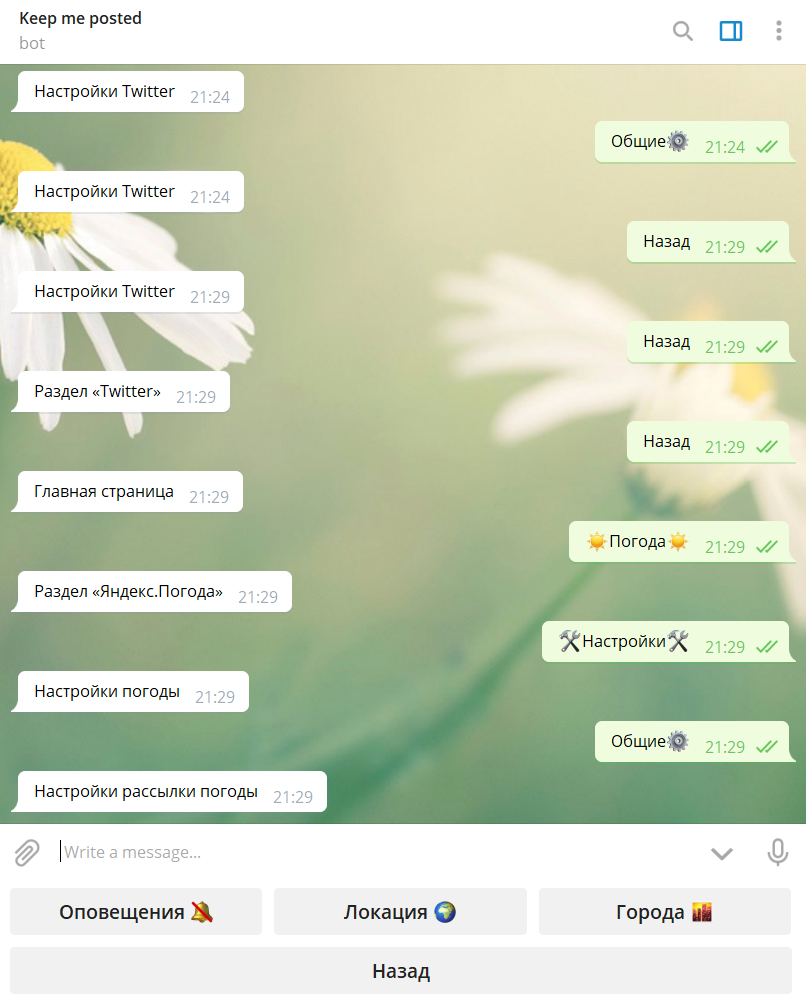 Keep me posted
bot
Настройки Twitter 21:24
Общие⚙️ 21:24
Настройки Twitter 21:24
Назад 21:29
Настройки Twitter 21:29
Назад 21:29
Раздел «Twitter» 21:29
Назад 21:29
Главная страница 21:29
☀️Погода☀️ 21:29
Раздел «Яндекс.Погода» 21:29
🛠Настройки🛠 21:29
Настройки погоды 21:29
Общие⚙️ 21:29
Настройки рассылки погоды 21:29
Write a message...
Оповещения 🔕 Локация 🌍 Города 🌇
Назад